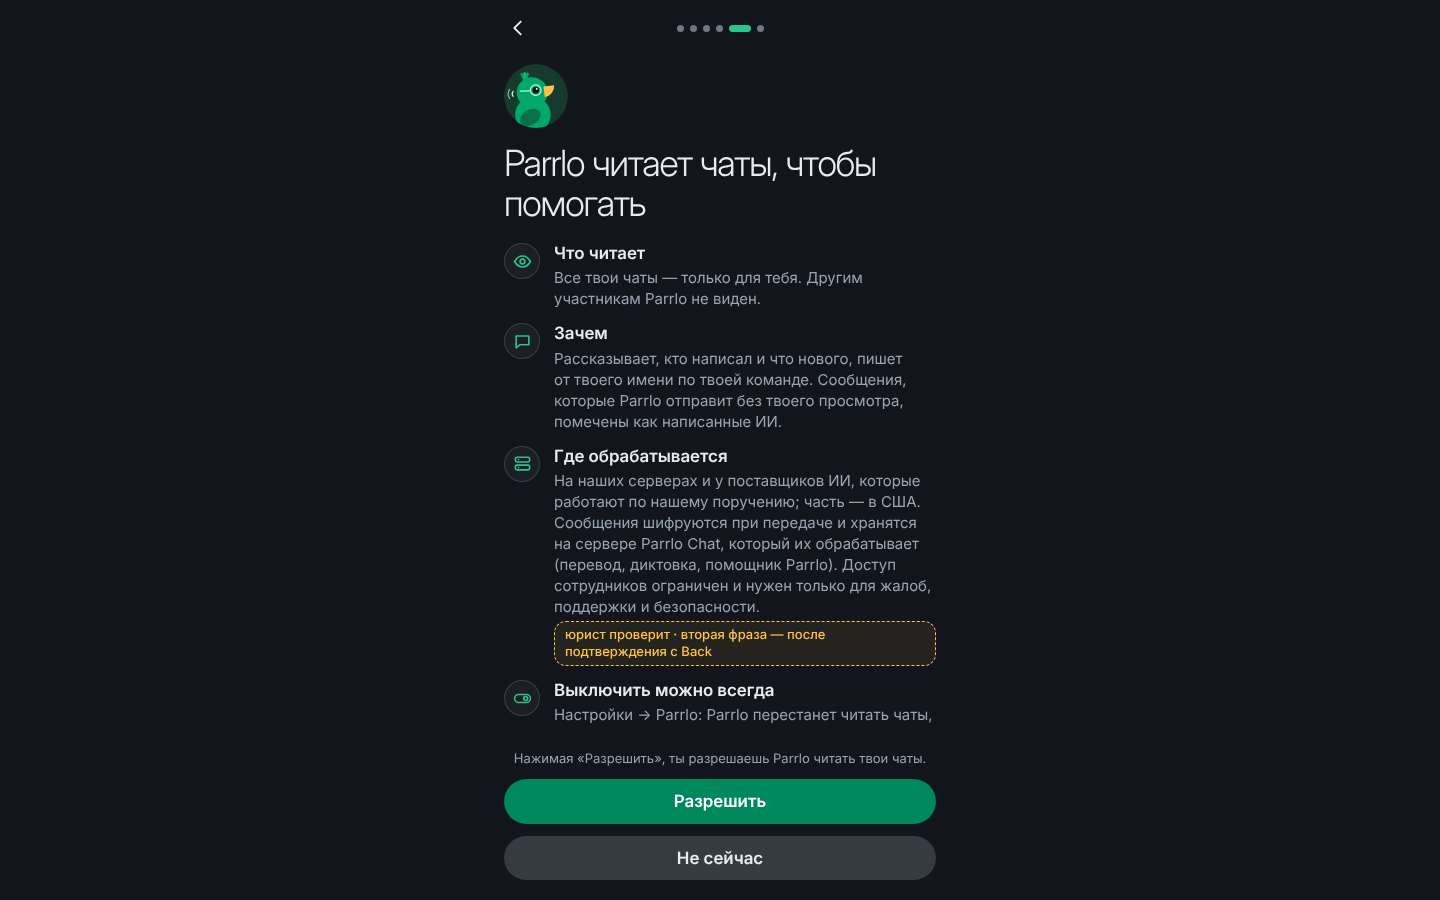 Parrlo читает чаты, чтобы
помогать
Что читает
Все твои чаты — только для тебя. Другим
участникам Parrlo не виден.
Зачем
Рассказывает, кто написал и что нового, пишет
от твоего имени по твоей команде. Сообщения,
которые Parrlo отправит без твоего просмотра,
помечены как написанные ИИ.
Где обрабатывается
На наших серверах и у поставщиков ИИ, которые
работают по нашему поручению; часть — в США.
Сообщения шифруются при передаче и хранятся
на сервере Parrlo Chat, который их обрабатывает
(перевод, диктовка, помощник Parrlo). Доступ
сотрудников ограничен и нужен только для жалоб,
поддержки и безопасности.
юрист проверит · вторая фраза — после
подтверждения с Back
Выключить можно всегда
Настройки → Parrlo: Parrlo перестанет читать чаты,
Нажимая «Разрешить», ты разрешаешь Parrlo читать твои чаты.
Разрешить
Не сейчас